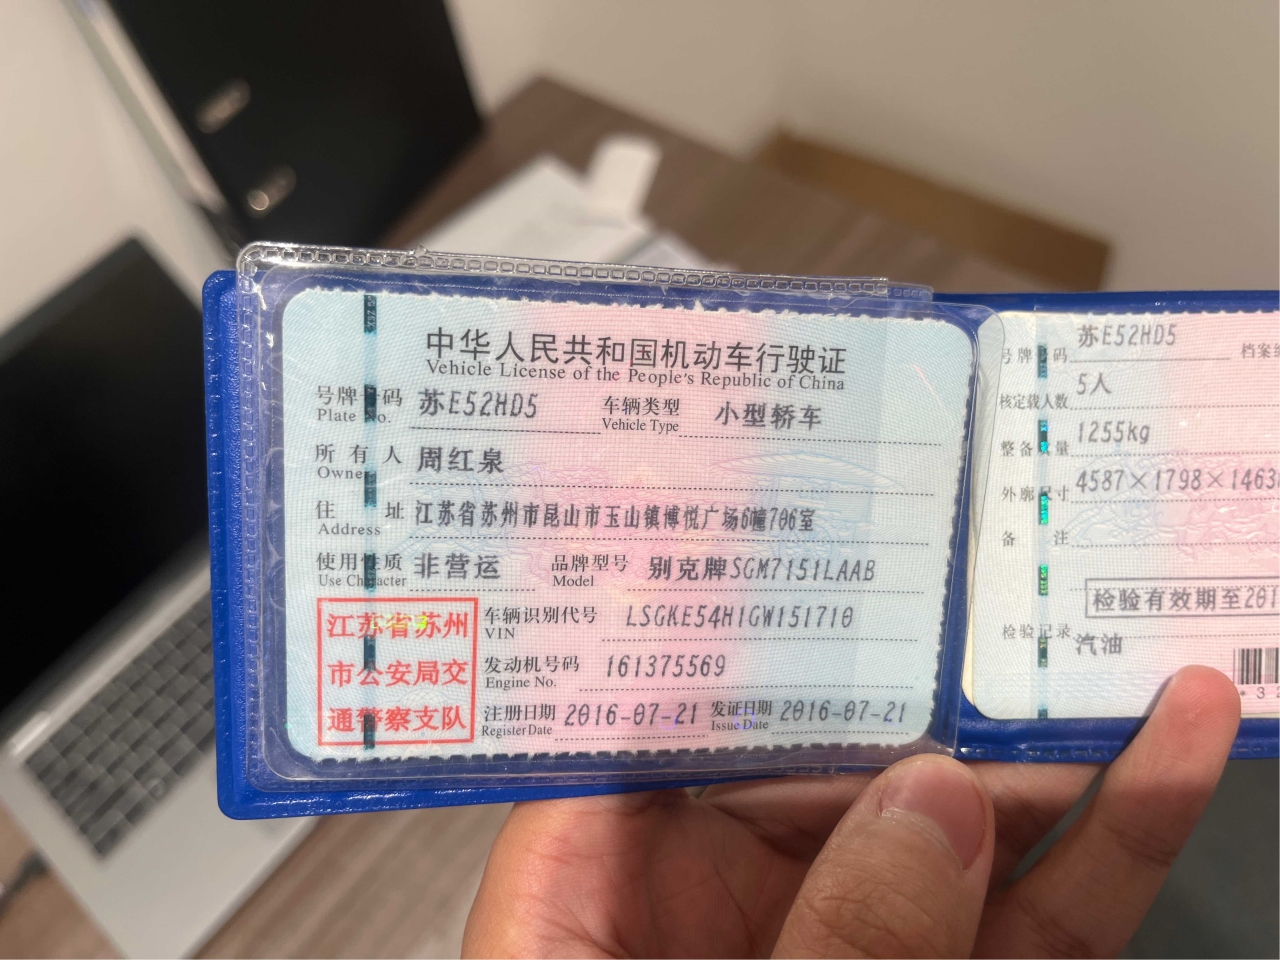 中华人民共和国机动车行驶证
Vehicle License of the People's Republic of China
号牌号码 苏E52HD5 车辆类型 小型轿车
Plate No. Vehicle Type
所有人 周红泉
Owner
住址 江苏省苏州市昆山市玉山镇博悦广场6幢706室
Address
使用性质 非营运 品牌型号 别克牌SGM7151LAAB
Use Character Model
江苏省苏州
市公安局交
通警察支队
车辆识别代号 LSGKE54H1GW151710
VIN
发动机号码 161375569
Engine No.
注册日期 2016-07-21 发证日期 2016-07-21
Register Date Issue Date
号牌号码 苏E52HD5 档案
核定载人数 5人
整备质量 1255kg
外廓尺寸 4587×1798×1463
备注
检验有效期至201
检验记录
汽油